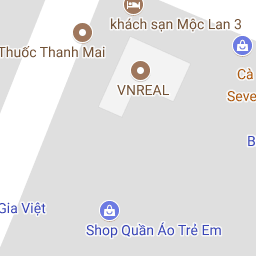 khách sạn Mộc Lan 3
Thuốc Thanh Mai
Cà
Seve
VNREAL
B
Gia Việt
Shop Quần Áo Trẻ Em